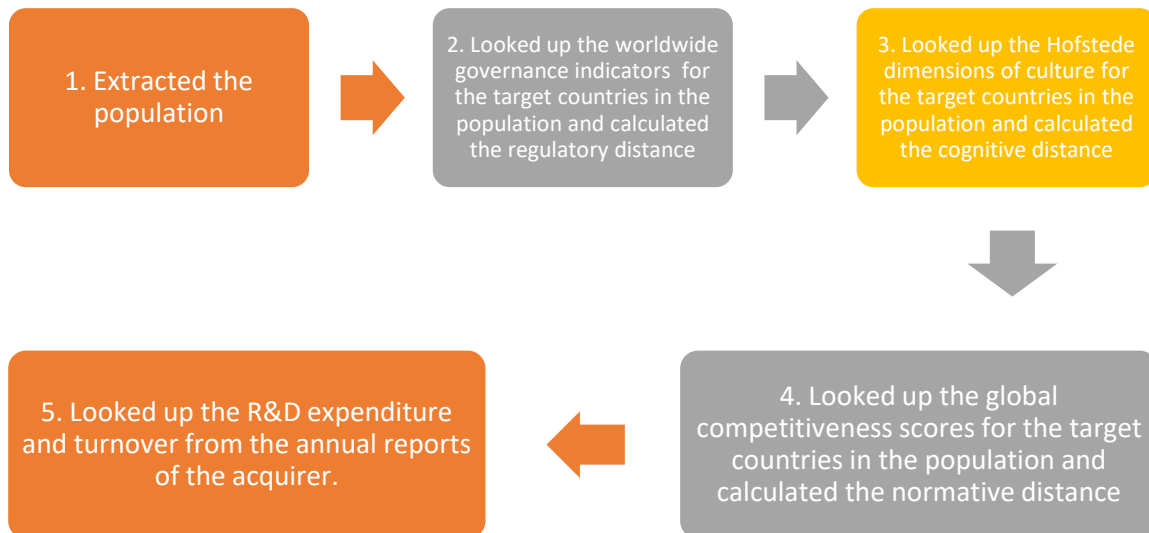 1. Extracted the
population
2. Looked up the worldwide
governance indicators for
the target countries in the
population and calculated
the regulatory distance
3. Looked up the Hofstede
dimensions of culture for
the target countries in the
population and calculated
the cognitive distance
4. Looked up the global
competitiveness scores for the target
countries in the population and
calculated the normative distance
5. Looked up the R&D expenditure
and turnover from the annual reports
of the acquirer.